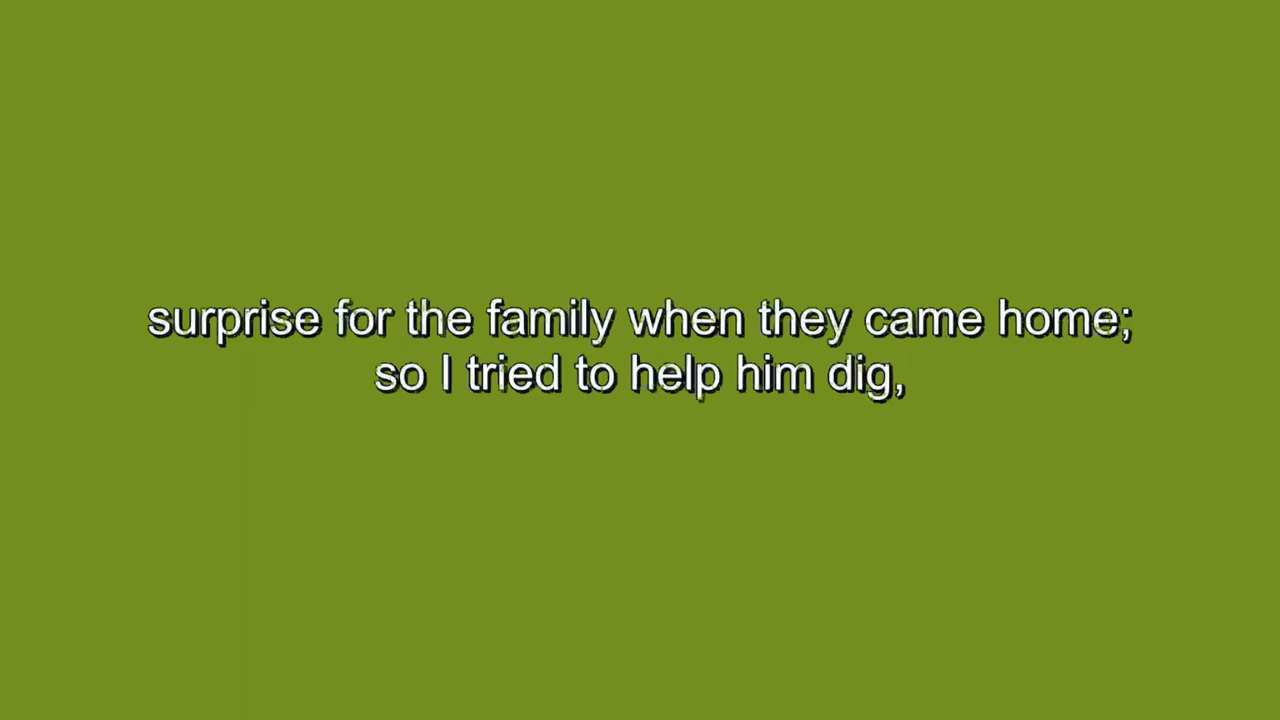 surprise for the family when they came home;
so I tried to help him dig,